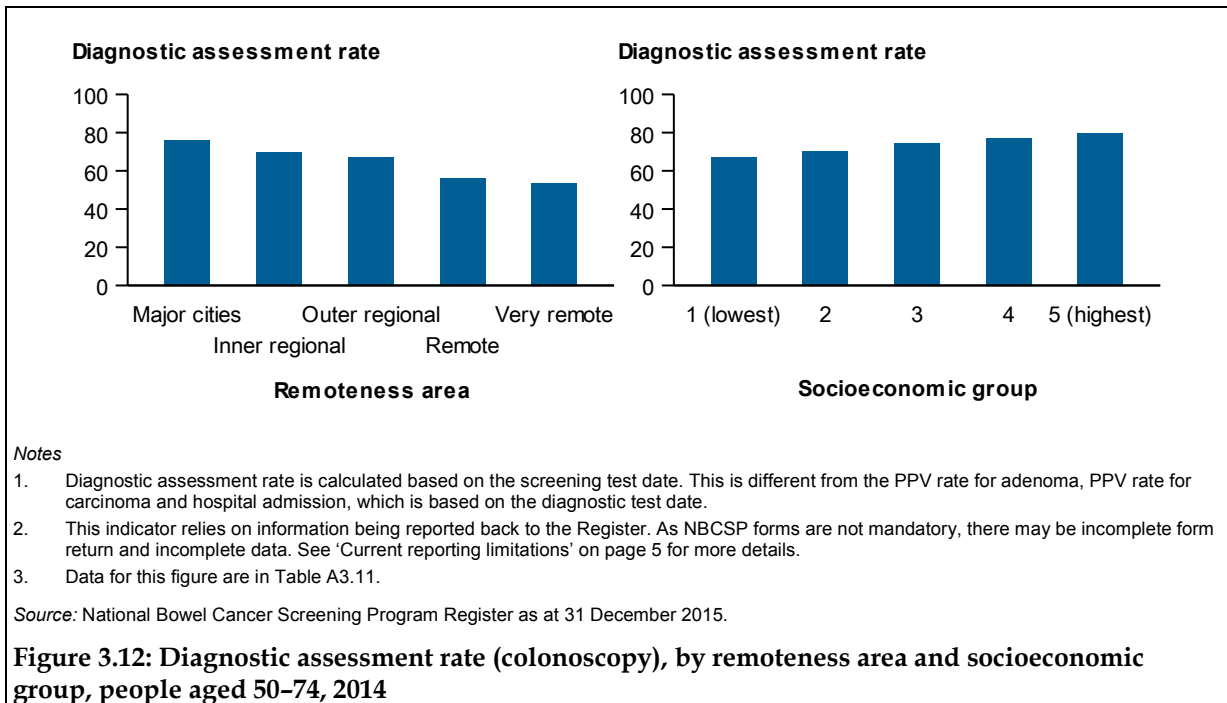 Diagnostic assessment rate
100
80
60
40
20
0
Major cities
Outer regional
Very remote
Inner regional
Remote
Remoteness area
Diagnostic assessment rate
100
80
60
40
20
0
1 (lowest)
2
3
4
5 (highest)
Socioeconomic group
Notes
1. Diagnostic assessment rate is calculated based on the screening test date. This is different from the PPV rate for adenoma, PPV rate for
carcinoma and hospital admission, which is based on the diagnostic test date.
2. This indicator relies on information being reported back to the Register. As NBCSP forms are not mandatory, there may be incomplete form
return and incomplete data. See ‘Current reporting limitations’ on page 5 for more details.
3. Data for this figure are in Table A3.11.
Source: National Bowel Cancer Screening Program Register as at 31 December 2015.
Figure 3.12: Diagnostic assessment rate (colonoscopy), by remoteness area and socioeconomic
group, people aged 50–74, 2014